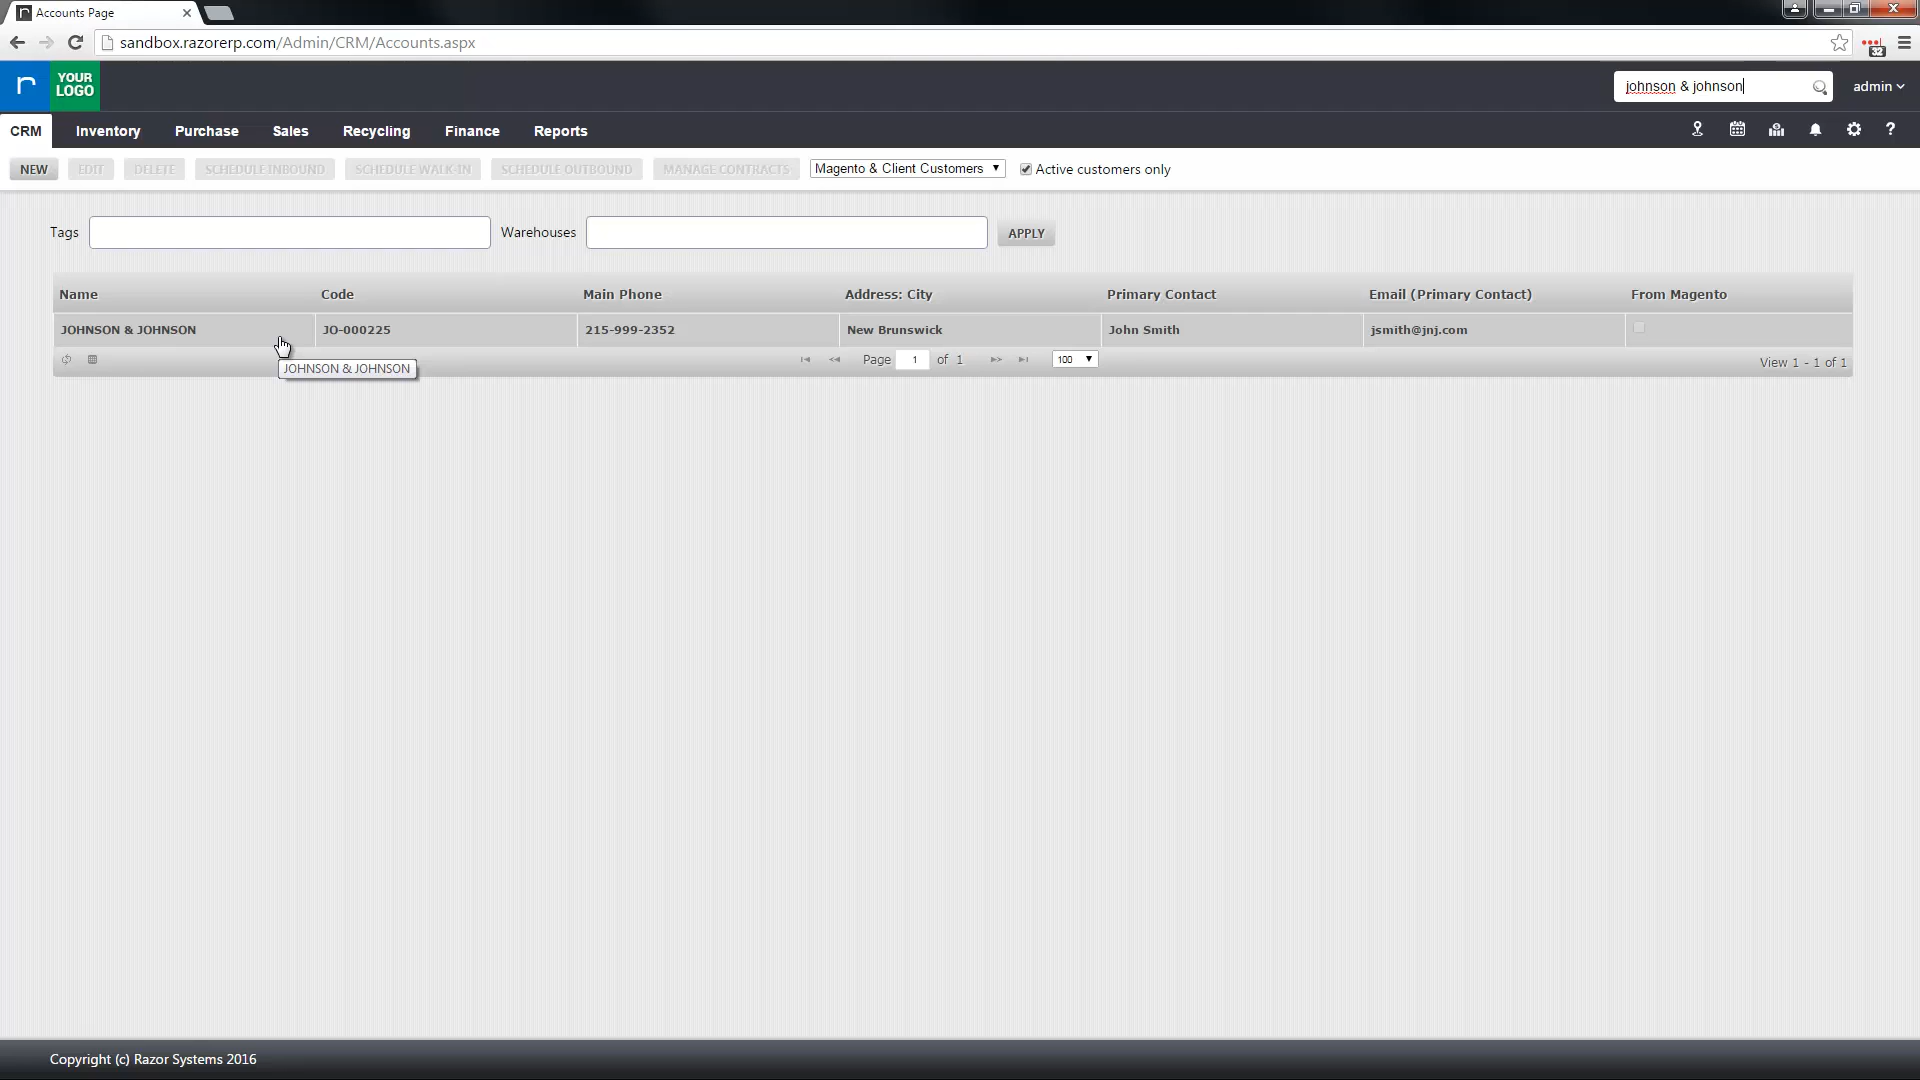 Accounts Page
sandbox.razorerp.com/Admin/CRM/Accounts.aspx
32
r YOUR LOGO
johnson & johnson
admin
CRM Inventory Purchase Sales Recycling Finance Reports
?
NEW EDIT DELETE SCHEDULE INBOUND SCHEDULE WALK-IN SCHEDULE OUTBOUND MANAGE CONTRACTS Magento & Client Customers Active customers only
Tags Warehouses APPLY
Name Code Main Phone Address: City Primary Contact Email (Primary Contact) From Magento
JOHNSON & JOHNSON JO-000225 215-999-2352 New Brunswick John Smith jsmith@jnj.com
Page 1 of 1 100 View 1 - 1 of 1
JOHNSON & JOHNSON
Copyright (c) Razor Systems 2016